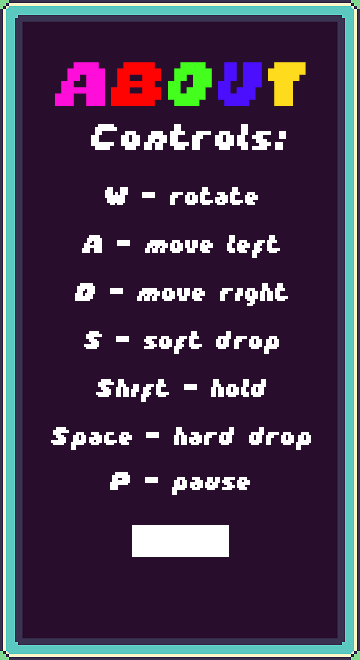 ABOUT
Controls:
W - rotate
A - move left
D - move right
S - soft drop
Shift - hold
Space - hard drop
P - pause